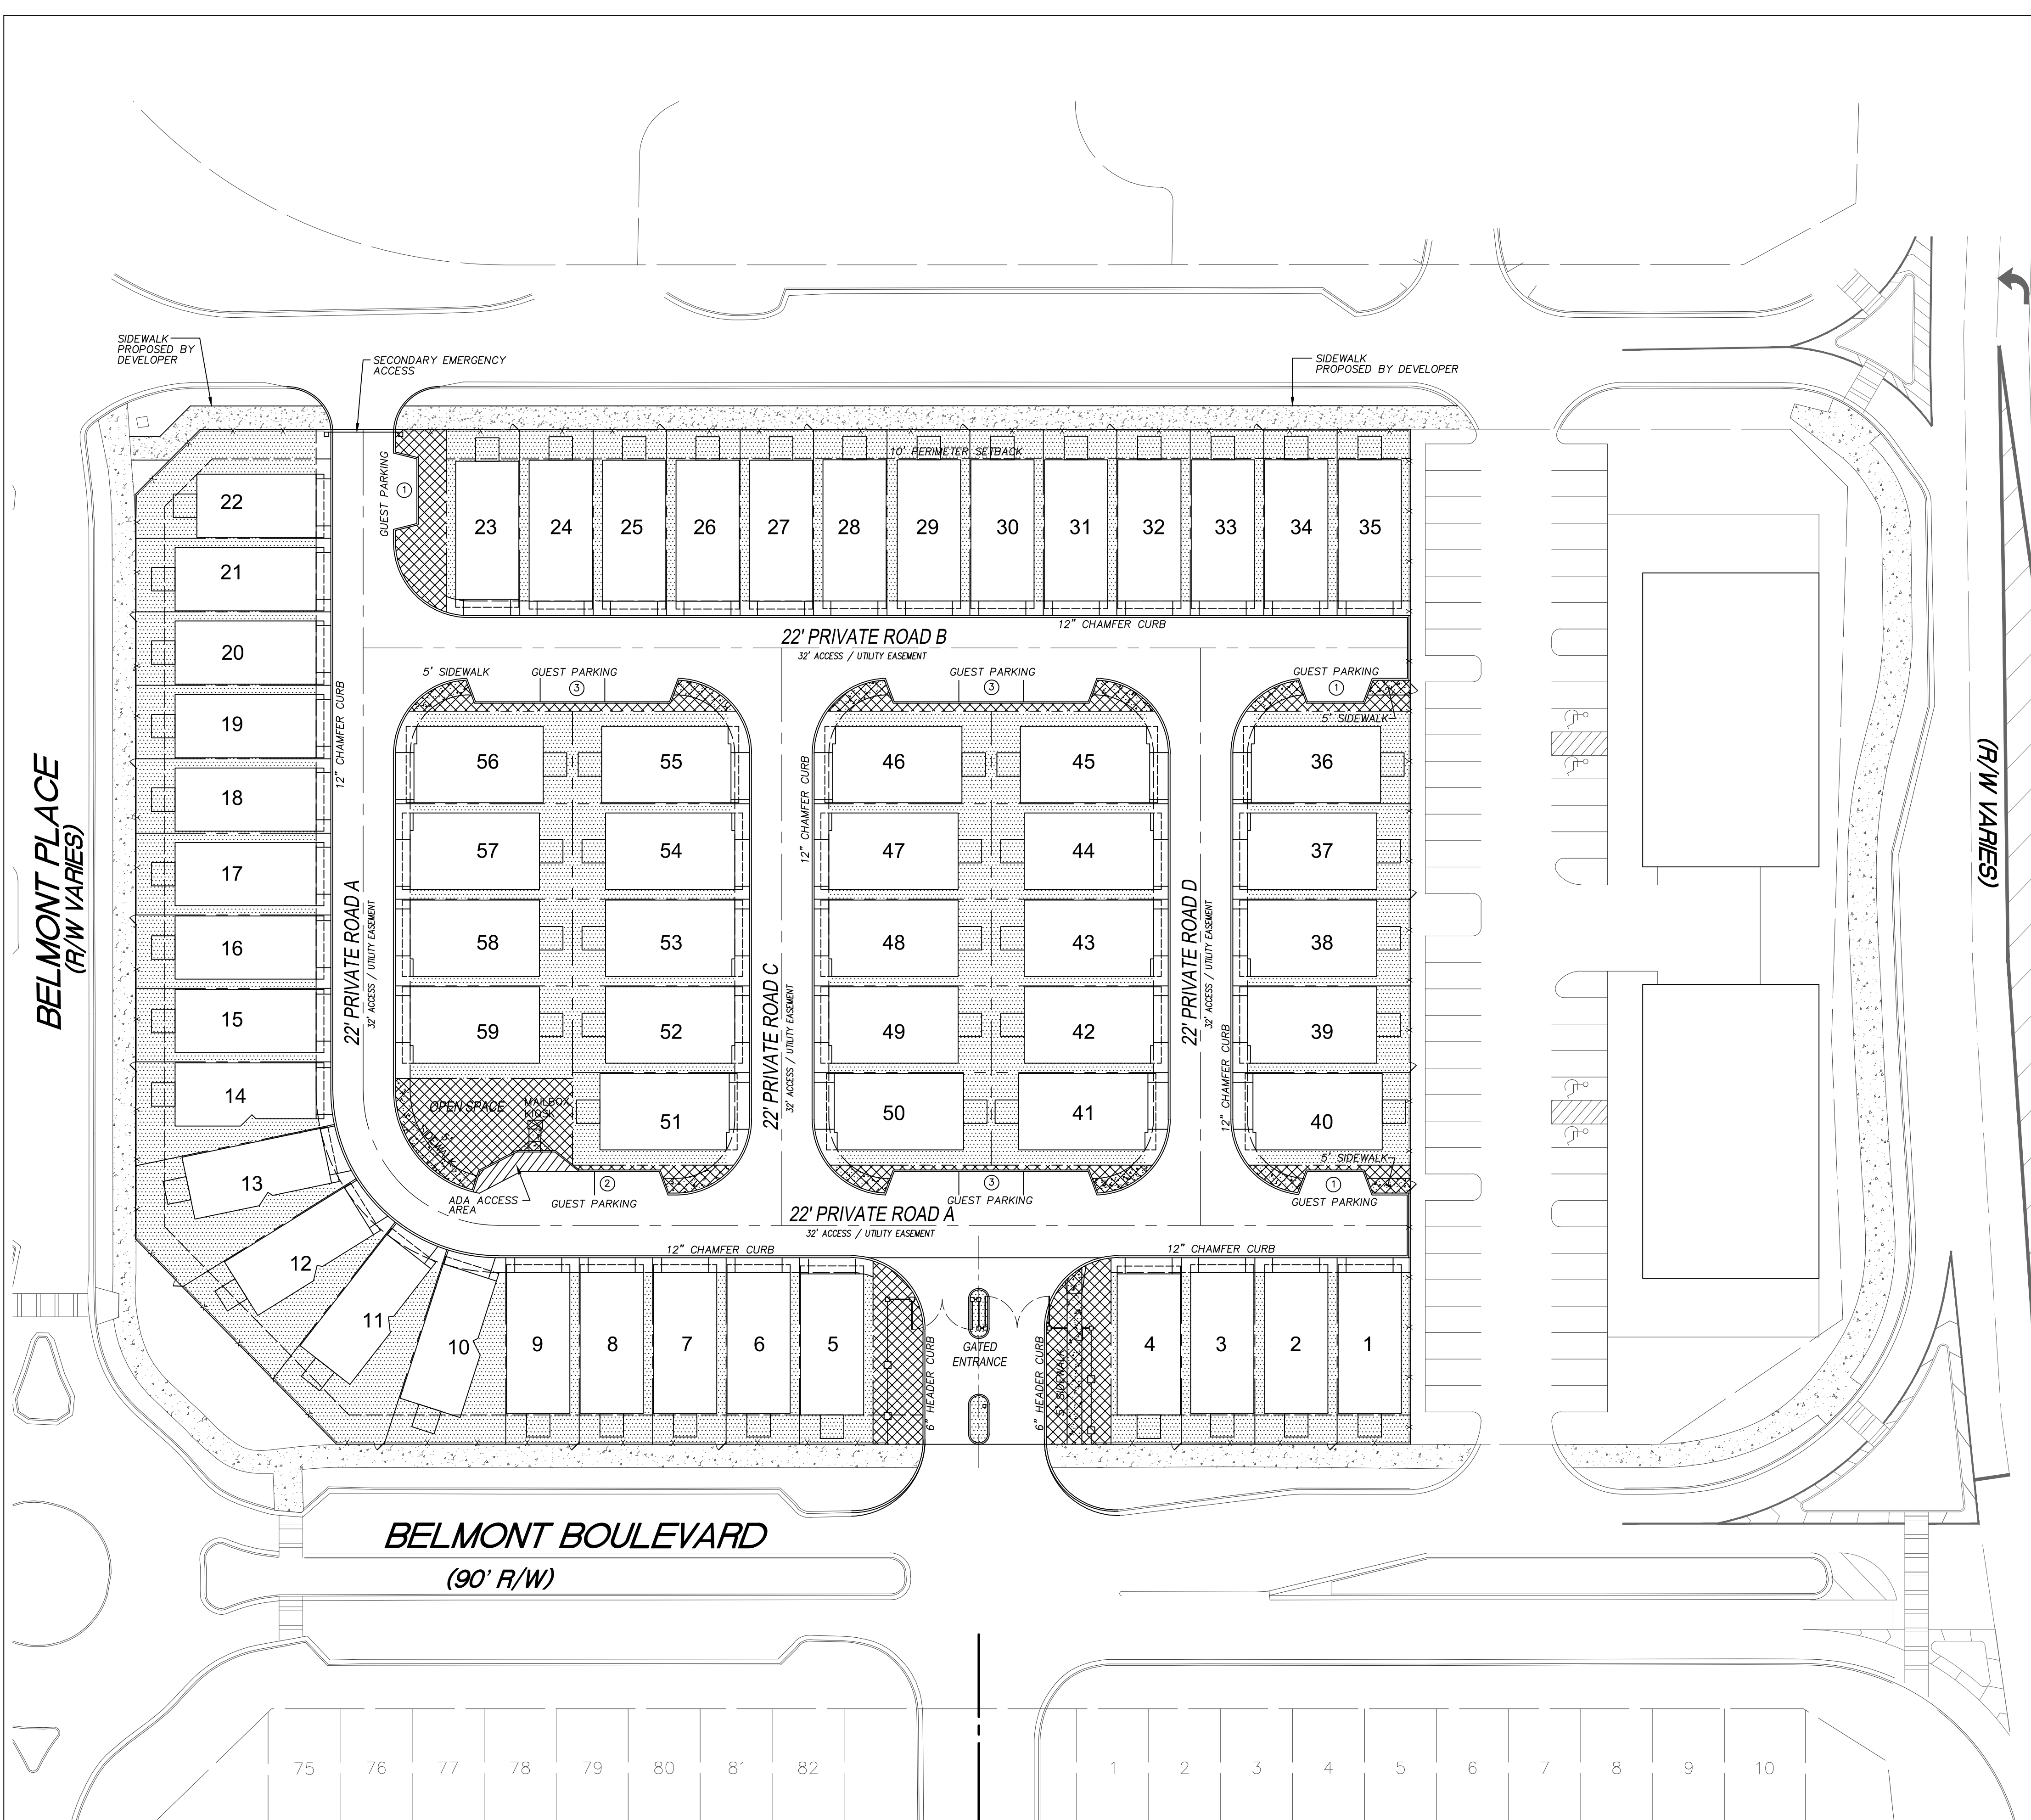 SIDEWALK
PROPOSED BY
DEVELOPER
SECONDARY EMERGENCY
ACCESS
SIDEWALK
PROPOSED BY DEVELOPER
GUEST PARKING
1
10' PERIMETER SETBACK
22
23
24
25
26
27
28
29
30
31
32
33
34
35
21
20
19
18
17
16
15
14
13
12
11
10
12" CHAMFER CURB
22' PRIVATE ROAD B
32' ACCESS / UTILITY EASEMENT
12" CHAMFER CURB
5' SIDEWALK
GUEST PARKING
3
GUEST PARKING
3
GUEST PARKING
1
5' SIDEWALK
BELMONT PLACE
(R/W VARIES)
(R/W VARIES)
22' PRIVATE ROAD A
32' ACCESS / UTILITY EASEMENT
56
55
57
54
58
53
59
52
51
OPEN SPACE
MAILBOX
KIOSK
5'
SIDEWALK
ADA ACCESS
AREA
2
GUEST PARKING
12" CHAMFER CURB
22' PRIVATE ROAD C
32' ACCESS / UTILITY EASEMENT
46
45
47
44
48
43
49
42
50
41
3
GUEST PARKING
22' PRIVATE ROAD D
32' ACCESS / UTILITY EASEMENT
12" CHAMFER CURB
36
37
38
39
40
5' SIDEWALK
1
GUEST PARKING
22' PRIVATE ROAD A
32' ACCESS / UTILITY EASEMENT
12" CHAMFER CURB
12" CHAMFER CURB
9
8
7
6
5
6" HEADER CURB
GATED
ENTRANCE
6" HEADER CURB
5' SIDEWALK
4
3
2
1
BELMONT BOULEVARD
(90' R/W)
75
76
77
78
79
80
81
82
1
2
3
4
5
6
7
8
9
10